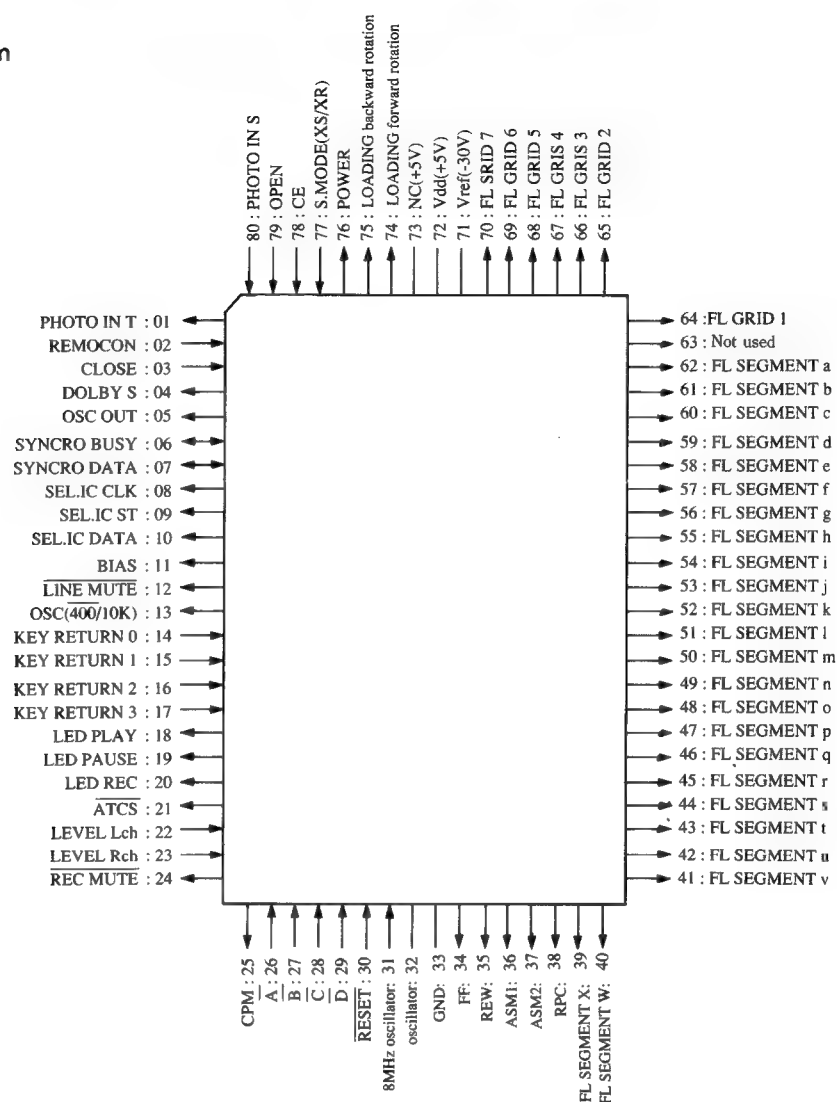 m
80 : PHOTO IN S
79 : OPEN
78 : CE
77 : S.MODE(XS/XR)
76 : POWER
75 : LOADING backward rotation
74 : LOADING forward rotation
73 : NC(+5V)
72 : Vdd(+5V)
71 : Vref(-30V)
70 : FL SRID 7
69 : FL GRID 6
68 : FL GRID 5
67 : FL GRIS 4
66 : FL GRIS 3
65 : FL GRID 2
PHOTO IN T : 01
REMOCON : 02
CLOSE : 03
DOLBY S : 04
OSC OUT : 05
SYNCRO BUSY : 06
SYNCRO DATA : 07
SEL.IC CLK : 08
SEL.IC ST : 09
SEL.IC DATA : 10
BIAS : 11
LINE MUTE : 12
OSC(400/10K) : 13
KEY RETURN 0 : 14
KEY RETURN 1 : 15
KEY RETURN 2 : 16
KEY RETURN 3 : 17
LED PLAY : 18
LED PAUSE : 19
LED REC : 20
ATCS : 21
LEVEL Lch : 22
LEVEL Rch : 23
REC MUTE : 24
64 :FL GRID 1
63 : Not used
62 : FL SEGMENT a
61 : FL SEGMENT b
60 : FL SEGMENT c
59 : FL SEGMENT d
58 : FL SEGMENT e
57 : FL SEGMENT f
56 : FL SEGMENT g
55 : FL SEGMENT h
54 : FL SEGMENT i
53 : FL SEGMENT j
52 : FL SEGMENT k
51 : FL SEGMENT l
50 : FL SEGMENT m
49 : FL SEGMENT n
48 : FL SEGMENT o
47 : FL SEGMENT p
46 : FL SEGMENT q
45 : FL SEGMENT r
44 : FL SEGMENT s
43 : FL SEGMENT t
42 : FL SEGMENT u
41 : FL SEGMENT v
CPM : 25
A : 26
B : 27
C : 28
D : 29
RESET : 30
8MHz oscillator: 31
oscillator: 32
GND: 33
FF: 34
REW: 35
ASM1: 36
ASM2: 37
RPC: 38
FL SEGMENT X: 39
FL SEGMENT W: 40